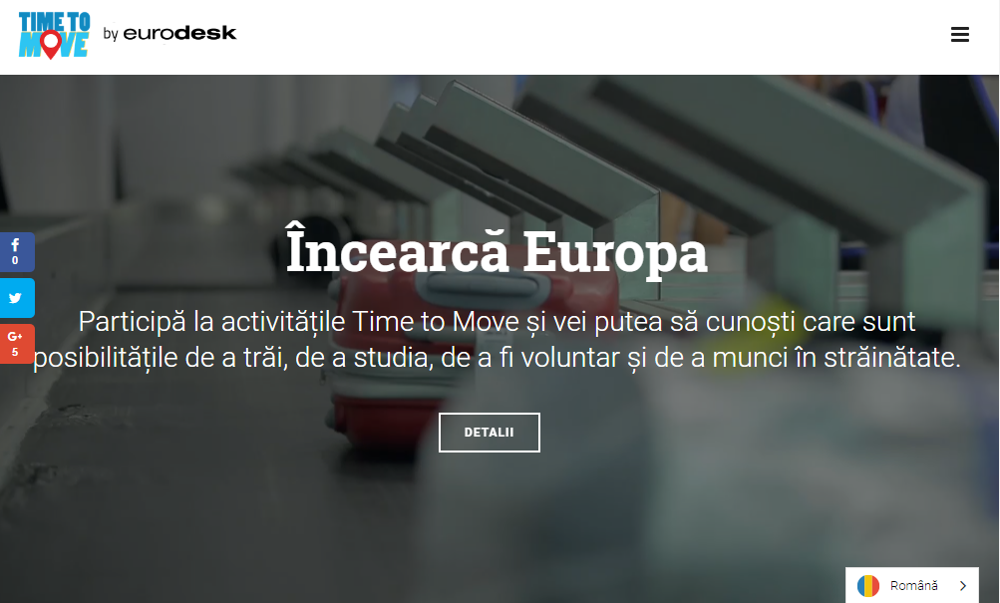 TIME TO
MOVE
by eurodesk
Încearcă Europa
Participă la activitățile Time to Move și vei putea să cunoști care sunt
posibilitățile de a trăi, de a studia, de a fi voluntar și de a munci în străinătate.
DETALII
0
G+
5
Română